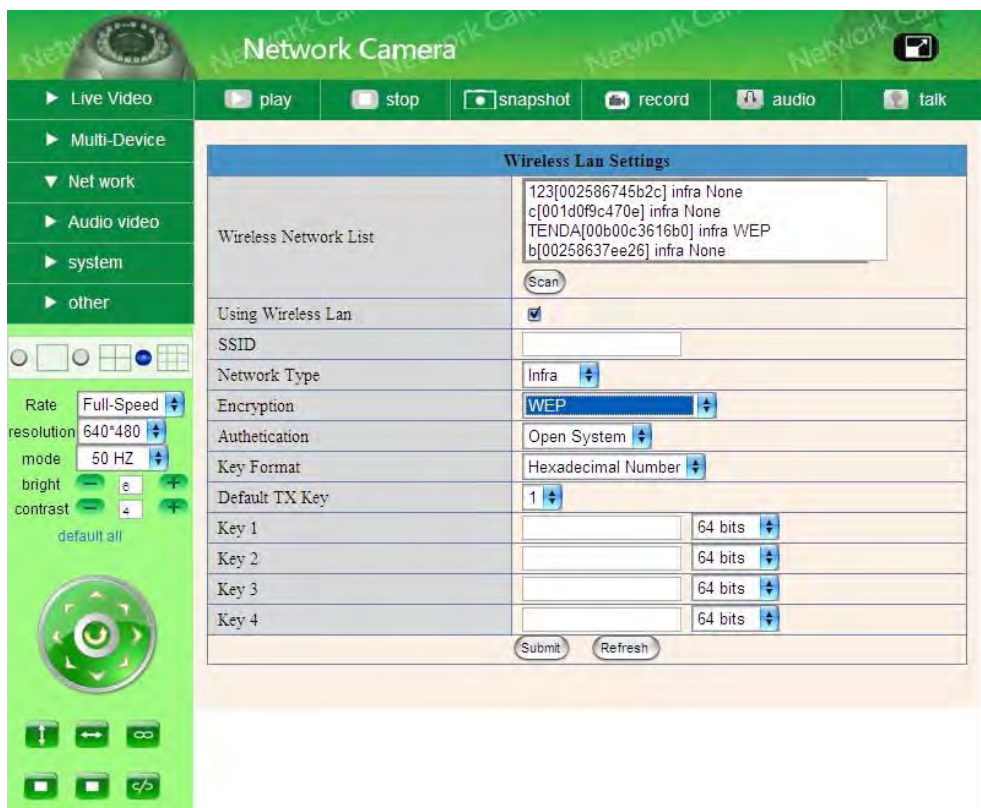 Network Camera
Live Video
play
stop
snapshot
record
audio
talk
Multi-Device
Net work
Audio video
system
other
Rate Full-Speed
resolution 640*480
mode 50 HZ
bright 6
contrast 4
default all
Wireless Lan Settings
Wireless Network List
123[002586745b2c] infra None
c[001d0f9c470e] infra None
TENDA[00b00c3616b0] infra WEP
b[00258637ee26] infra None
Scan
Using Wireless Lan
SSID
Network Type Infra
Encryption WEP
Authetication Open System
Key Format Hexadecimal Number
Default TX Key 1
Key 1 64 bits
Key 2 64 bits
Key 3 64 bits
Key 4 64 bits
Submit Refresh